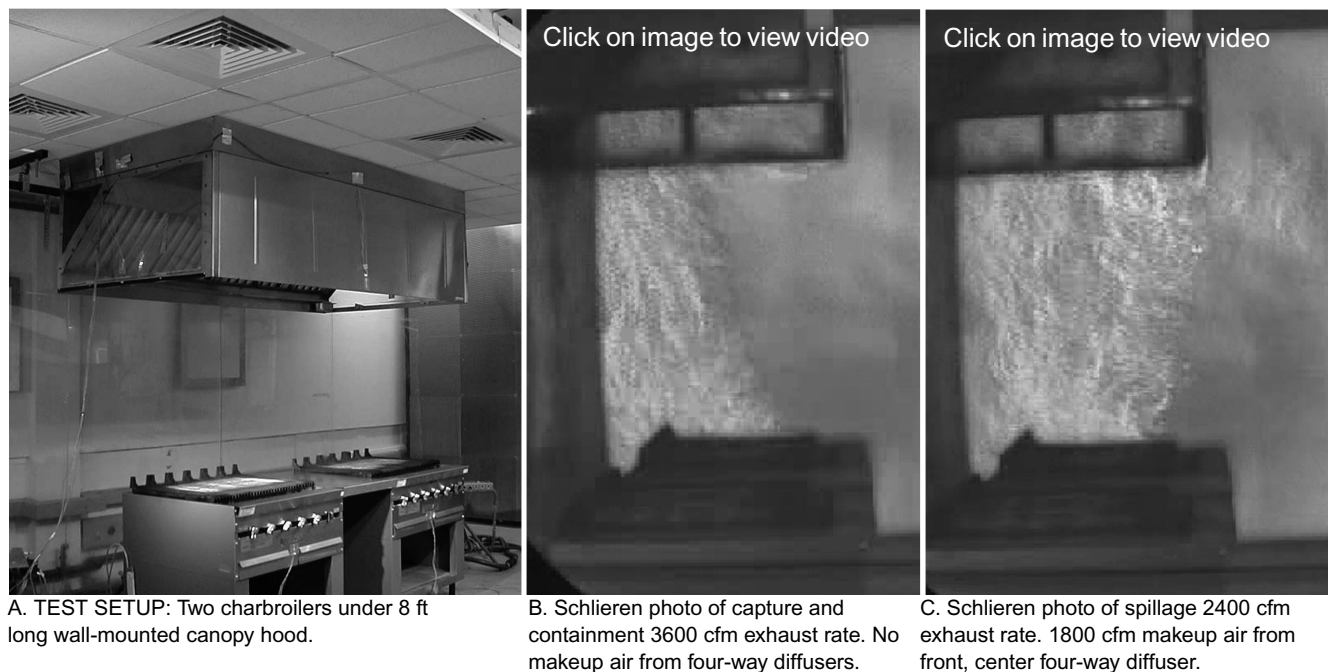 Click on image to view video
Click on image to view video
A. TEST SETUP: Two charbroilers under 8 ft
long wall-mounted canopy hood.
B. Schlieren photo of capture and
containment 3600 cfm exhaust rate. No
makeup air from four-way diffusers.
C. Schlieren photo of spillage 2400 cfm
exhaust rate. 1800 cfm makeup air from
front, center four-way diffuser.